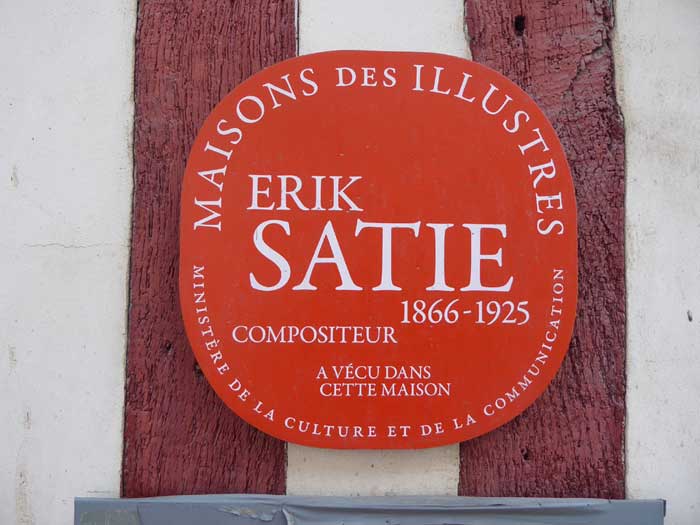 MAISONS DES ILLUSTRES
ERIK
SATIE
1866-1925
COMPOSITEUR
A VÉCU DANS
CETTE MAISON
MINISTÈRE DE LA CULTURE ET DE LA COMMUNICATION